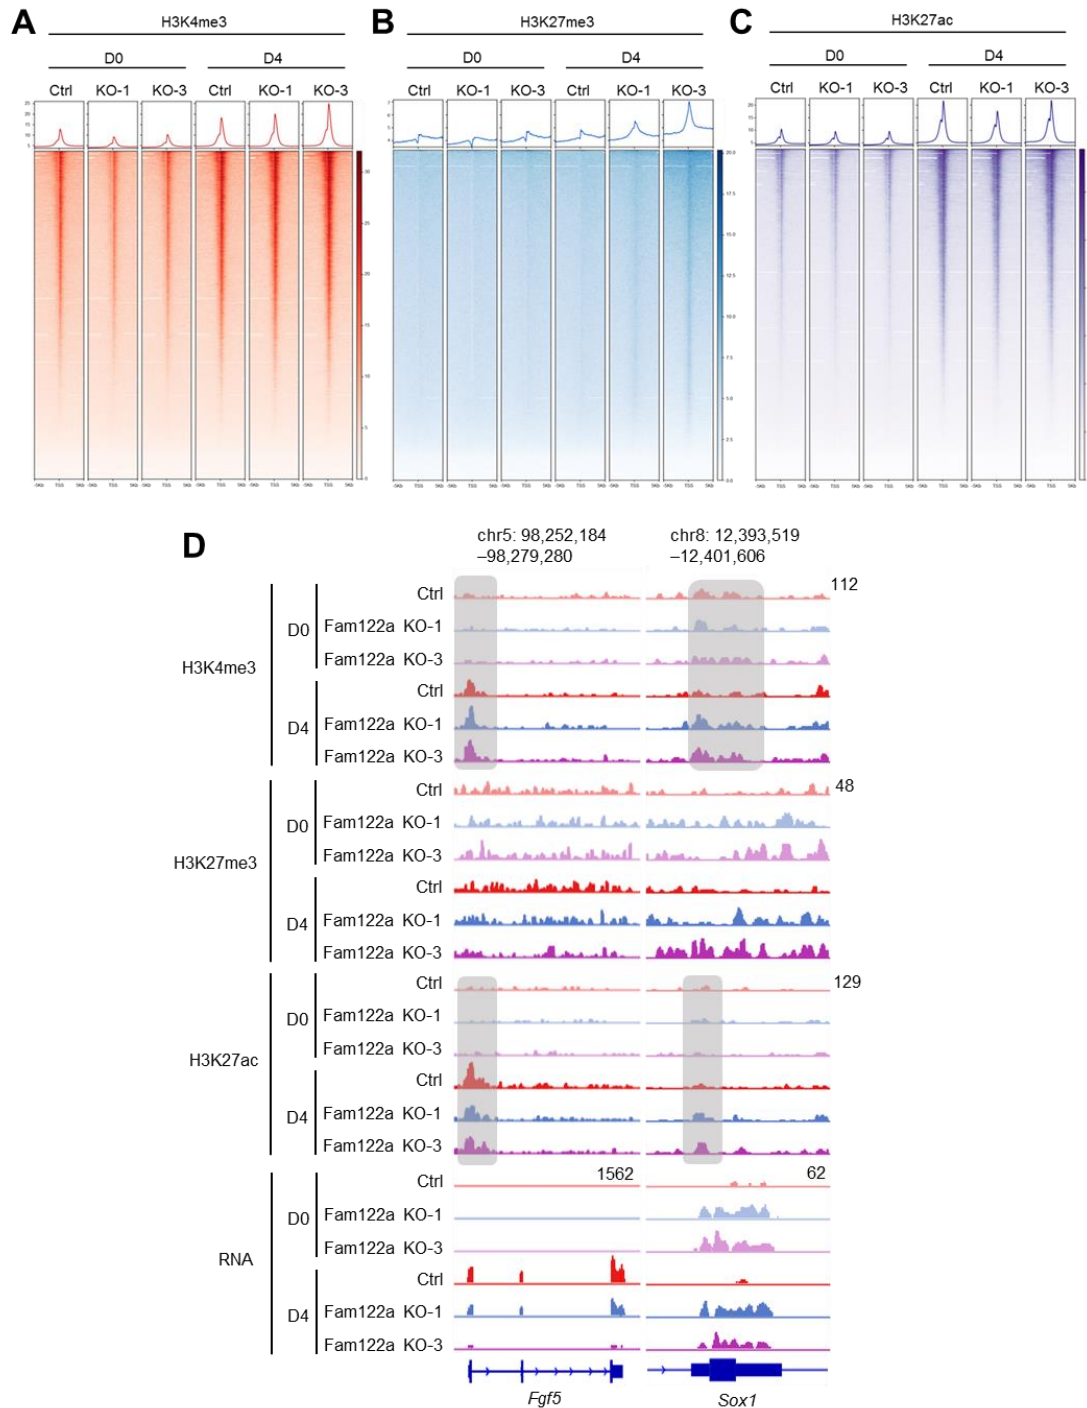 A
H3K4me3
D0 D4
Ctrl KO-1 KO-3 Ctrl KO-1 KO-3
B
H3K27me3
D0 D4
Ctrl KO-1 KO-3 Ctrl KO-1 KO-3
C
H3K27ac
D0 D4
Ctrl KO-1 KO-3 Ctrl KO-1 KO-3
D
chr5: 98,252,184
–98,279,280
chr8: 12,393,519
–12,401,606
H3K4me3
D0
Ctrl 112
Fam122a KO-1
Fam122a KO-3
D4
Ctrl
Fam122a KO-1
Fam122a KO-3
H3K27me3
D0
Ctrl 48
Fam122a KO-1
Fam122a KO-3
D4
Ctrl
Fam122a KO-1
Fam122a KO-3
H3K27ac
D0
Ctrl 129
Fam122a KO-1
Fam122a KO-3
D4
Ctrl
Fam122a KO-1
Fam122a KO-3
RNA
D0
Ctrl 1562 62
Fam122a KO-1
Fam122a KO-3
D4
Ctrl
Fam122a KO-1
Fam122a KO-3
Fgf5 Sox1